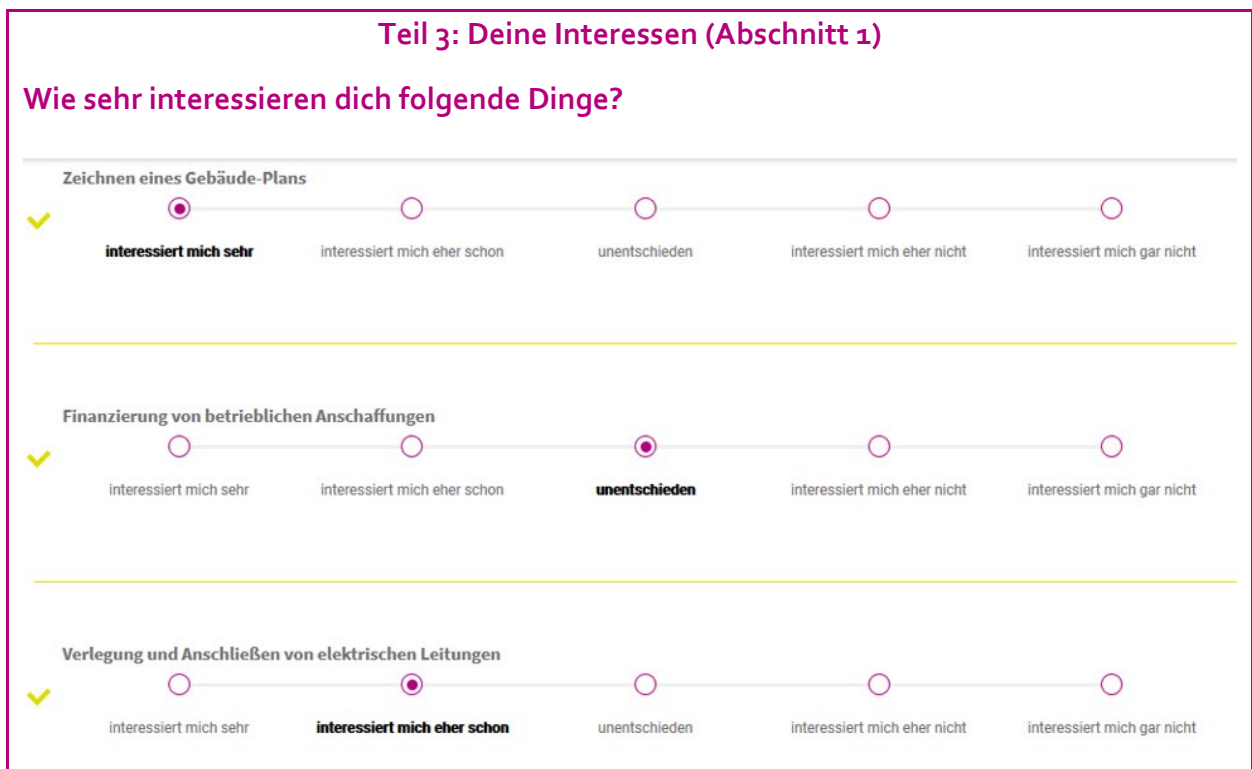 Teil 3: Deine Interessen (Abschnitt 1)
Wie sehr interessieren dich folgende Dinge?
Zeichnen eines Gebäude-Plans
interessiert mich sehr interessiert mich eher schon unentschieden interessiert mich eher nicht interessiert mich gar nicht
Finanzierung von betrieblichen Anschaffungen
interessiert mich sehr interessiert mich eher schon unentschieden interessiert mich eher nicht interessiert mich gar nicht
Verlegung und Anschließen von elektrischen Leitungen
interessiert mich sehr interessiert mich eher schon unentschieden interessiert mich eher nicht interessiert mich gar nicht